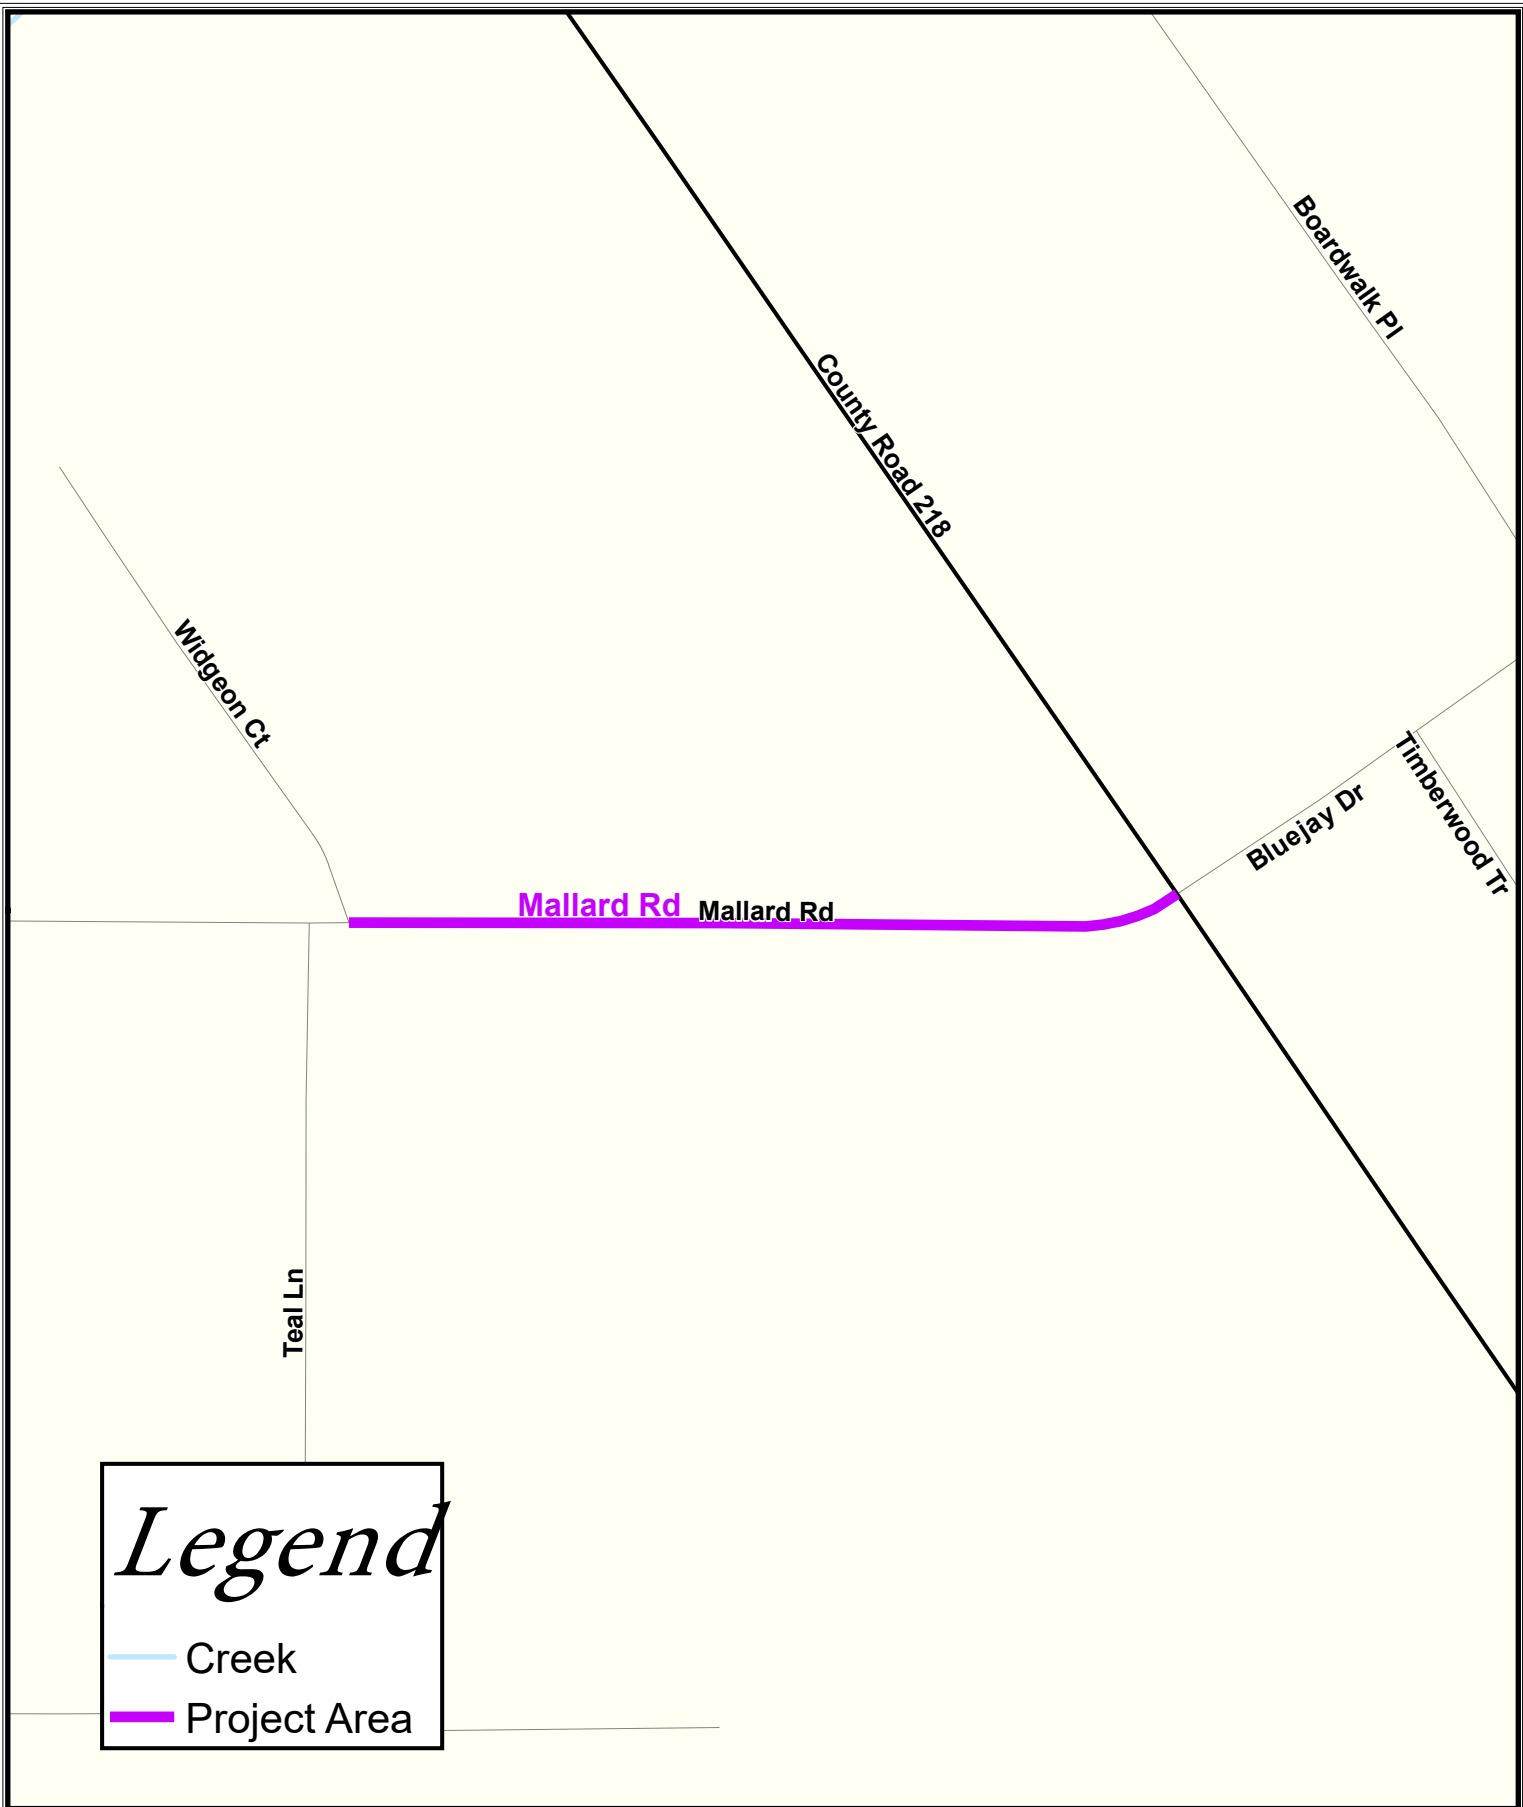 Boardwalk Pl
County Road 218
Widgeon Ct
Timberwood Tr
Bluejay Dr
Mallard Rd Mallard Rd
Teal Ln
Legend
Creek
Project Area